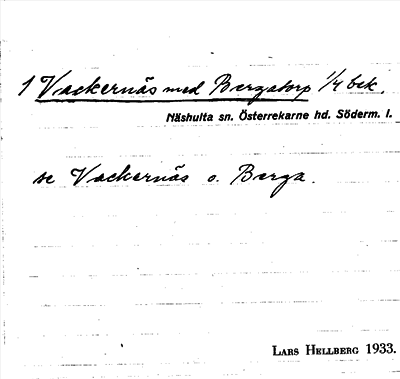 1 Vackernäs med Bergatorp 1/4 bek.
Näshulta sn. Österrekarne hd. Söderm. l.
se Vackernäs o. Berga.
LARS HELLBERG 1933.